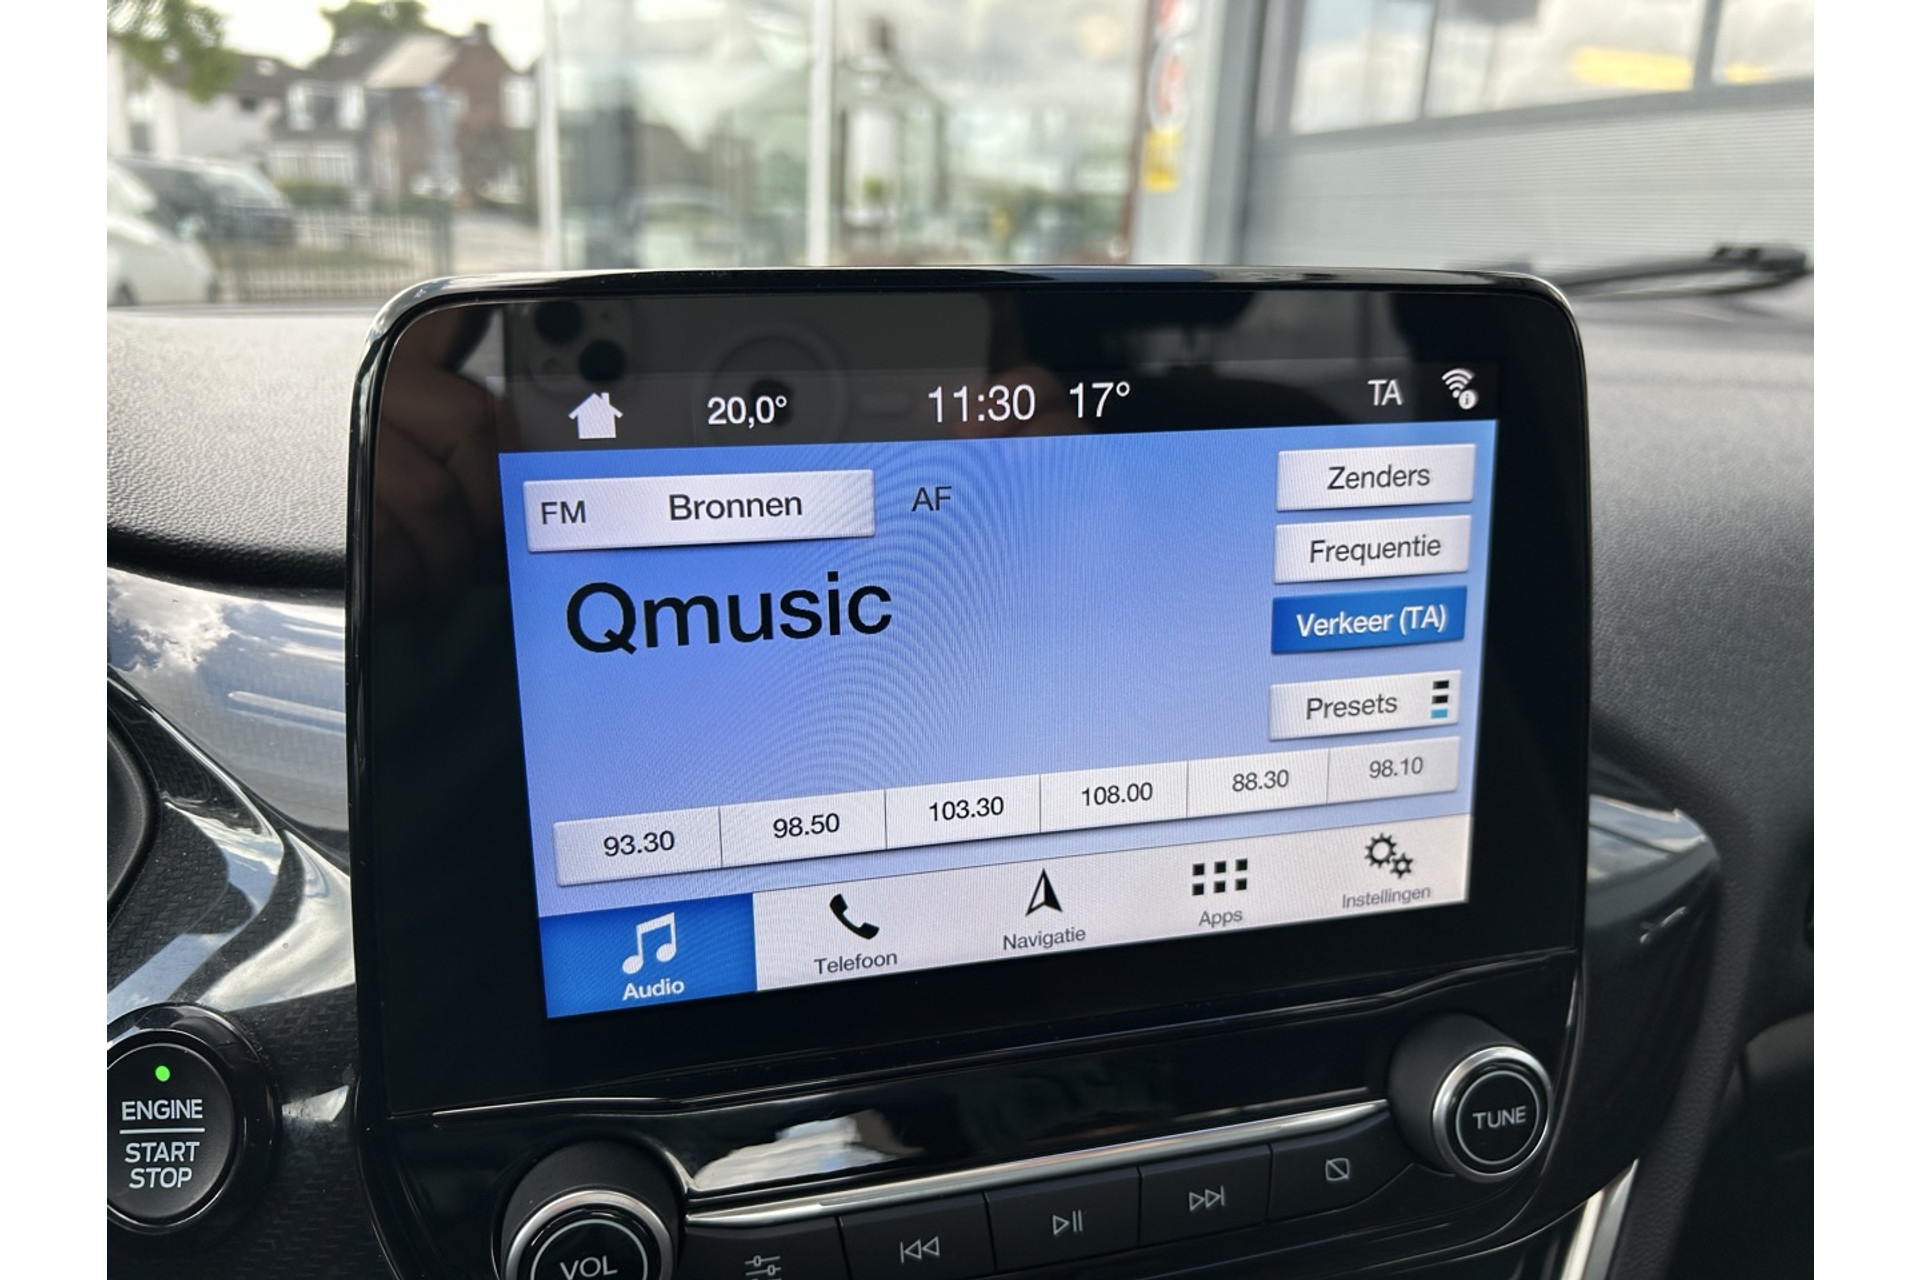 20,0° 11:30 17° TA
FM Bronnen AF
Zenders
Frequentie
Qmusic
Verkeer (TA)
Presets
93.30 98.50 103.30 108.00 88.30 98.10
Audio Telefoon Navigatie Apps Instellingen
ENGINE
START
STOP
VOL
TUNE